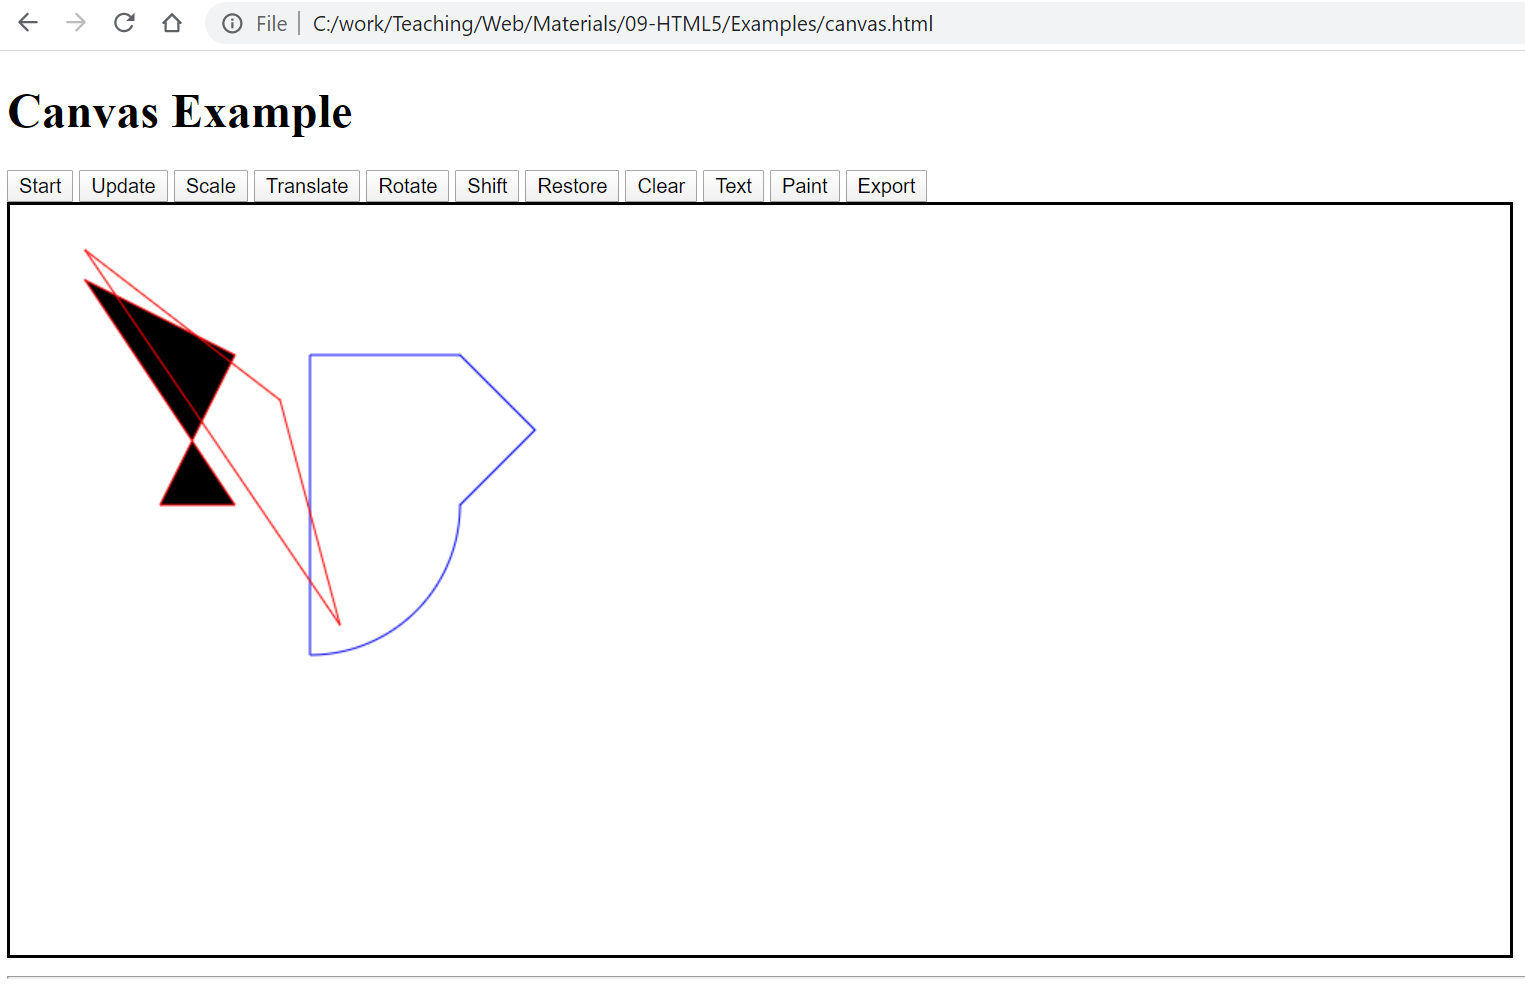 File C:/work/Teaching/Web/Materials/09-HTML5/Examples/canvas.html
Canvas Example
Start Update Scale Translate Rotate Shift Restore Clear Text Paint Export